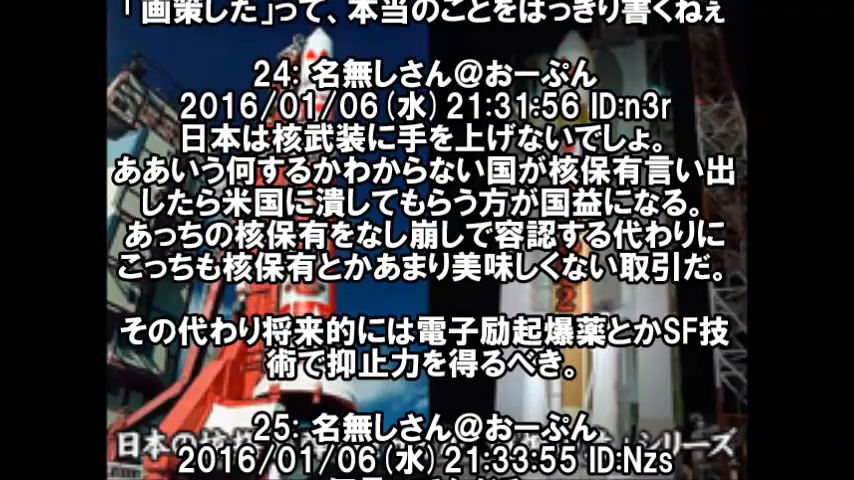 「画策した」って、本当のことをはっきり書くねぇ
24: 名無しさん@おーぷん
2016/01/06(水)21:31:56 ID:n3r
日本は核武装に手を上げないでしょ。
ああいう何するかわからない国が核保有言い出
したら米国に潰してもらう方が国益になる。
あっちの核保有をなし崩しで容認する代わりに
こっちも核保有とかあまり美味しくない取引だ。
その代わり将来的には電子励起爆薬とかSF技
術で抑止力を得るべき。
25: 名無しさん@おーぷん
日本の シリーズ
2016/01/06(水)21:33:55 ID:Nzs